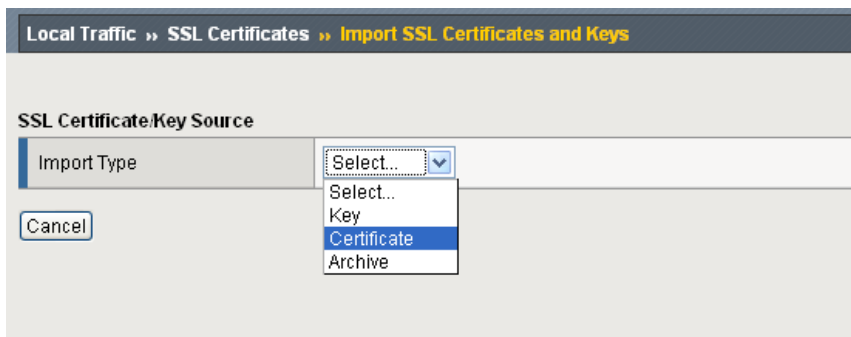 Local Traffic » SSL Certificates » Import SSL Certificates and Keys
SSL Certificate/Key Source
Import Type Select...
Select...
Key
Certificate
Archive
Cancel